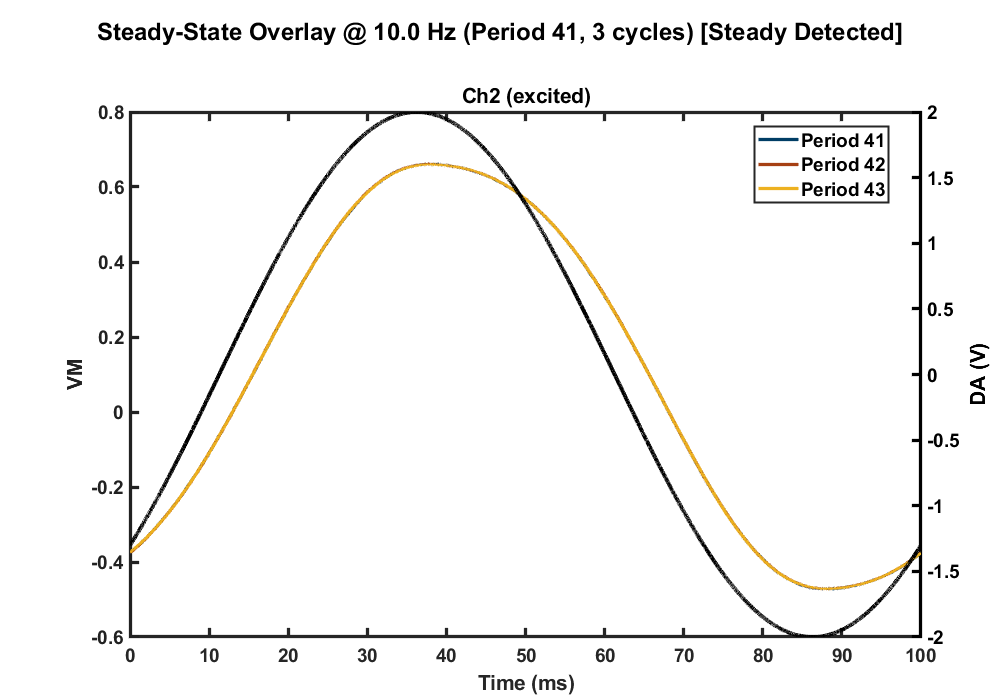 Steady-State Overlay @ 10.0 Hz (Period 41, 3 cycles) [Steady Detected]
Ch2 (excited)
Period 41
Period 42
Period 43
0.8
0.6
0.4
0.2
0
-0.2
-0.4
-0.6
VM
2
1.5
1
0.5
0
-0.5
-1
-1.5
-2
DA (V)
0 10 20 30 40 50 60 70 80 90 100
Time (ms)